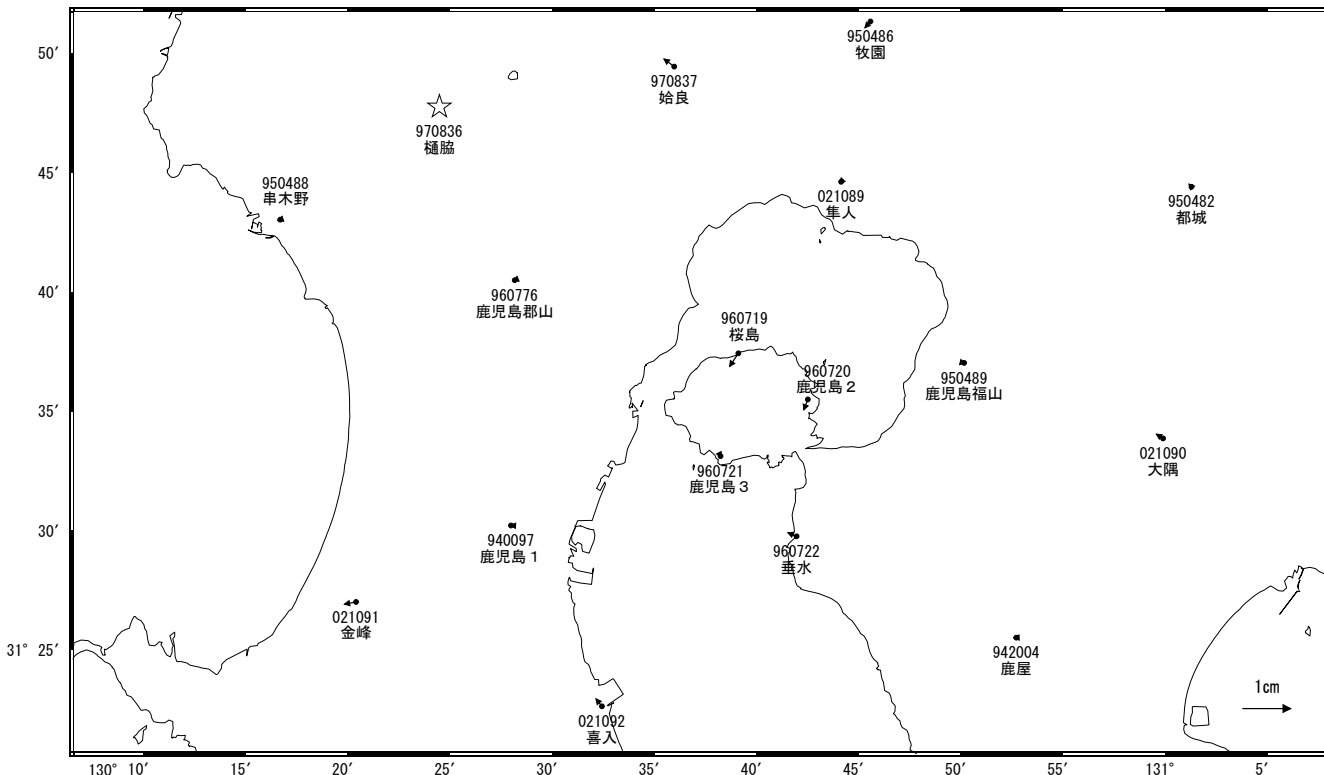 50′
950486
牧園
970837
姶良
970836
樋脇
45′
950488
串木野
021089
隼人
950482
都城
40′
960776
鹿児島郡山
960719
桜島
960720
鹿児島２
950489
鹿児島福山
35′
021090
大隅
960721
鹿児島３
30′
940097
鹿児島１
960722
垂水
021091
金峰
31° 25′
942004
鹿屋
1cm
021092
喜入
130° 10′ 15′ 20′ 25′ 30′ 35′ 40′ 45′ 50′ 55′ 131° 5′